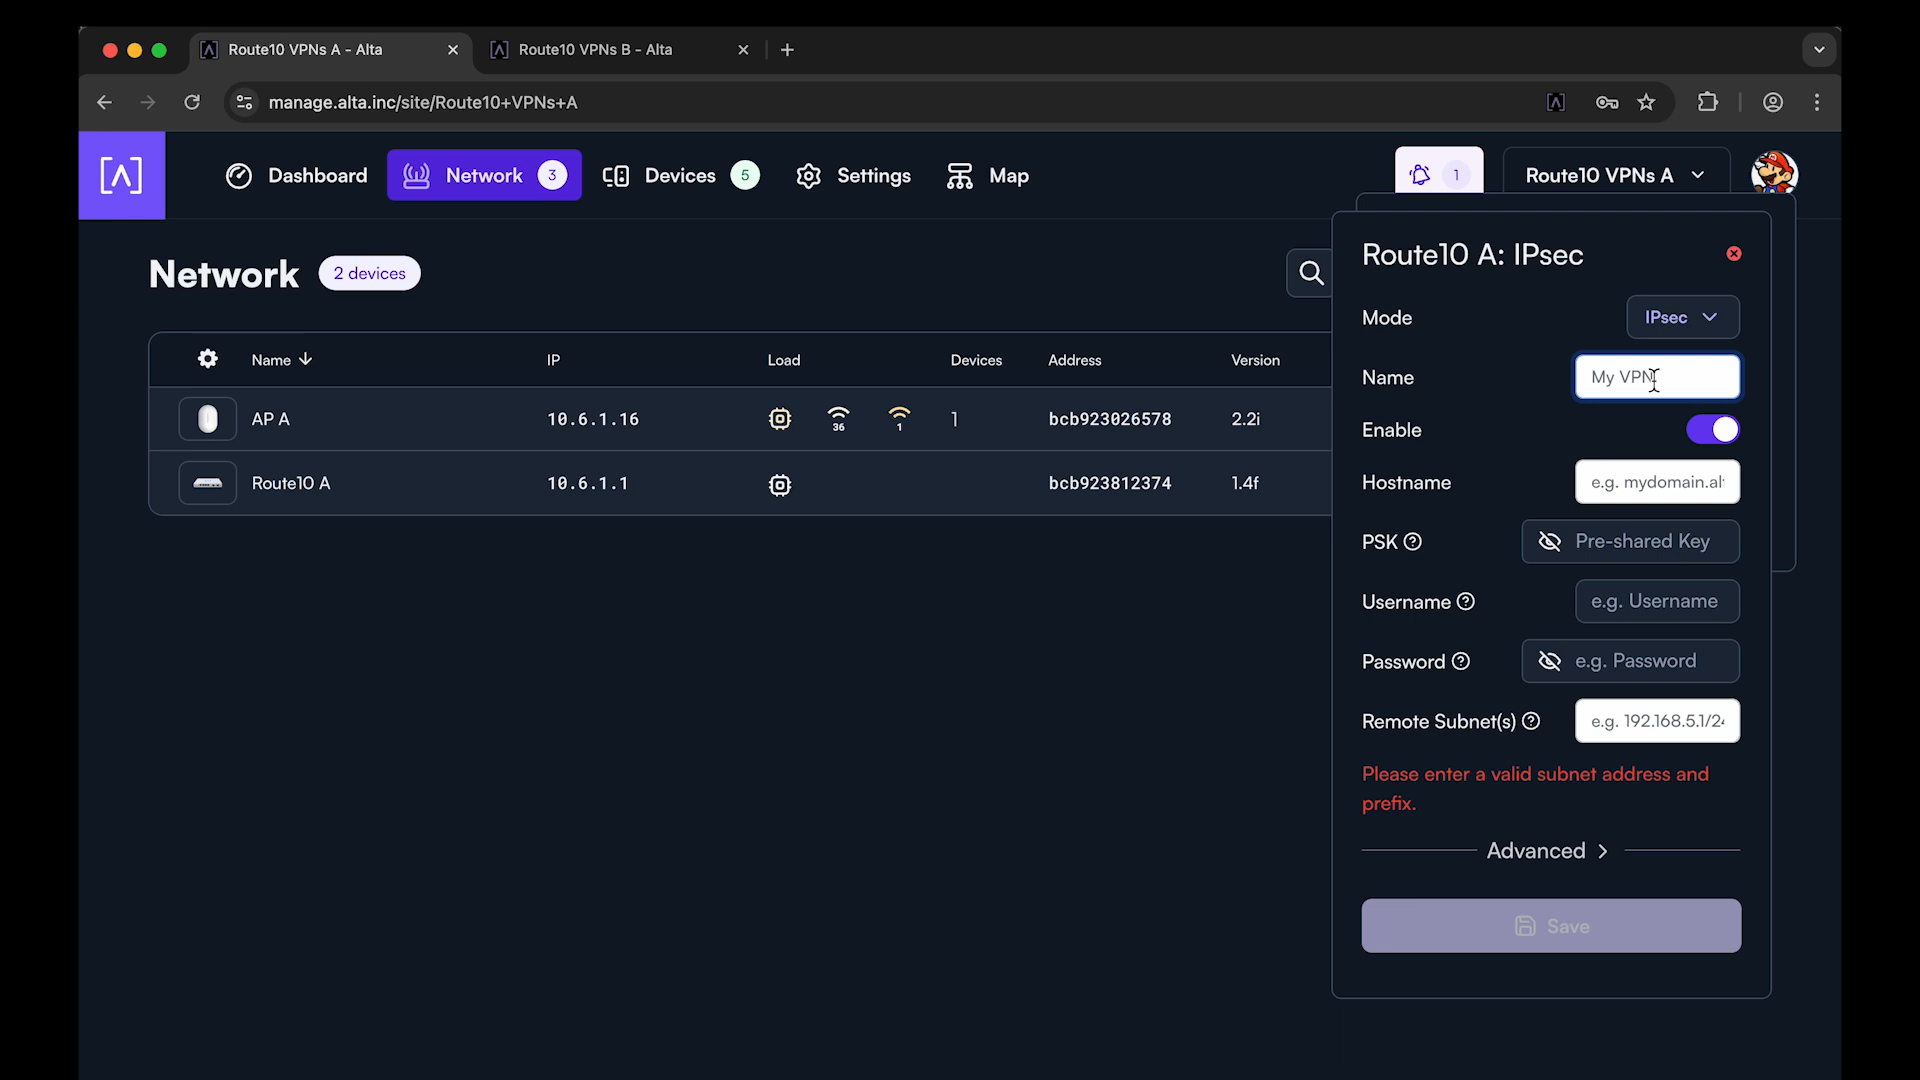 Route10 VPNs A - Alta
Route10 VPNs B - Alta
manage.alta.inc/site/Route10+VPNs+A
Dashboard
Network 3
Devices 5
Settings
Map
1
Route10 VPNs A
Network 2 devices
Name IP Load Devices Address Version
AP A 10.6.1.16 36 1 1 bcb923026578 2.2i
Route10 A 10.6.1.1 bcb923812374 1.4f
Route10 A: IPsec
Mode IPsec
Name My VPN
Enable
Hostname e.g. mydomain.al
PSK Pre-shared Key
Username e.g. Username
Password e.g. Password
Remote Subnet(s) e.g. 192.168.5.1/24
Please enter a valid subnet address and
prefix.
Advanced
Save